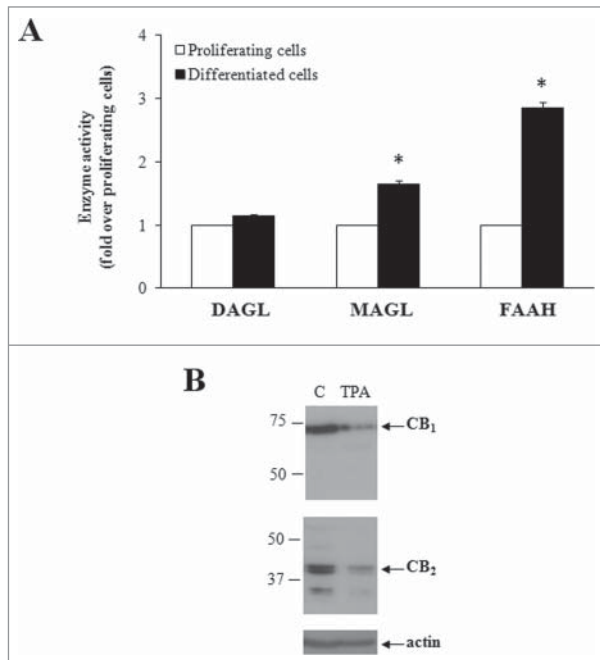 A
Enzyme activity
(fold over proliferating cells)
4
3
2
1
0
Proliferating cells
Differentiated cells
*
*
DAGL
MAGL
FAAH
B
C TPA
75
CB₁
50
50
37
CB₂
actin